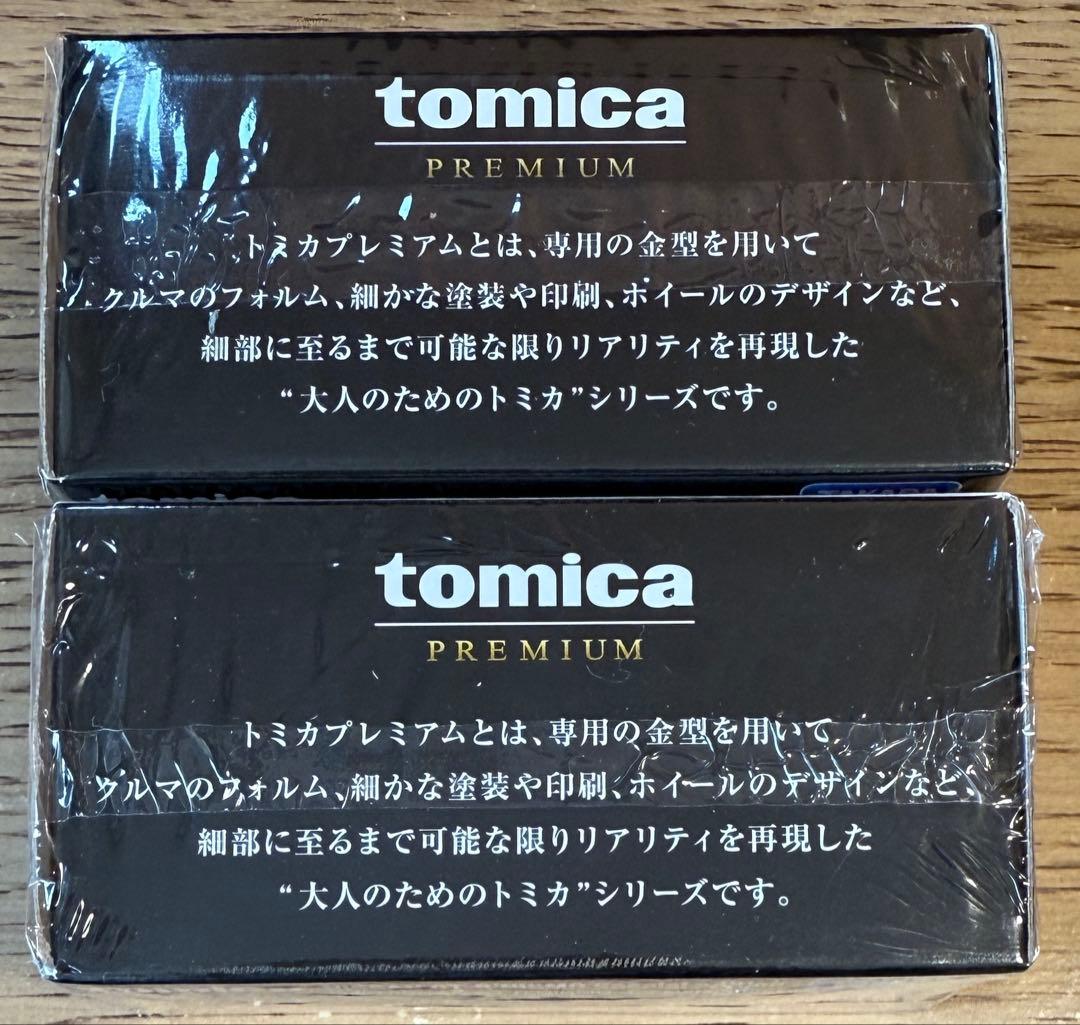 tomica
PREMIUM
トミカプレミアムとは、専用の金型を用いて
クルマのフォルム、細かな塗装や印刷、ホイールのデザインなど、
細部に至るまで可能な限りリアリティを再現した
“大人のためのトミカ”シリーズです。
tomica
PREMIUM
トミカプレミアムとは、専用の金型を用いて
クルマのフォルム、細かな塗装や印刷、ホイールのデザインなど、
細部に至るまで可能な限りリアリティを再現した
“大人のためのトミカ”シリーズです。